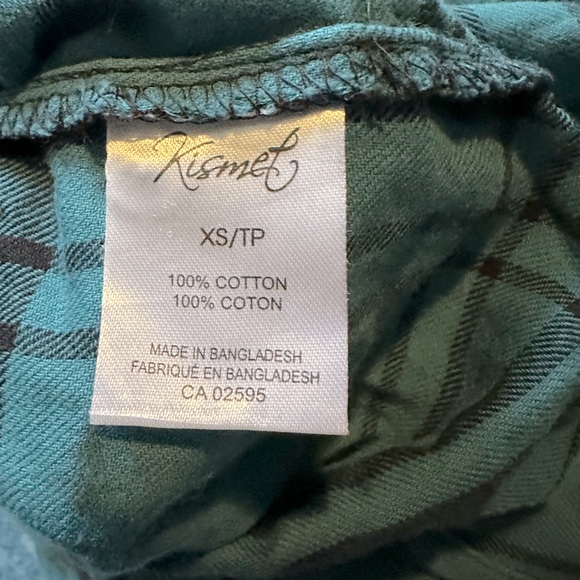 Kismet
XS/TP
100% COTTON
100% COTON
MADE IN BANGLADESH
FABRIQUÉ EN BANGLADESH
CA 02595